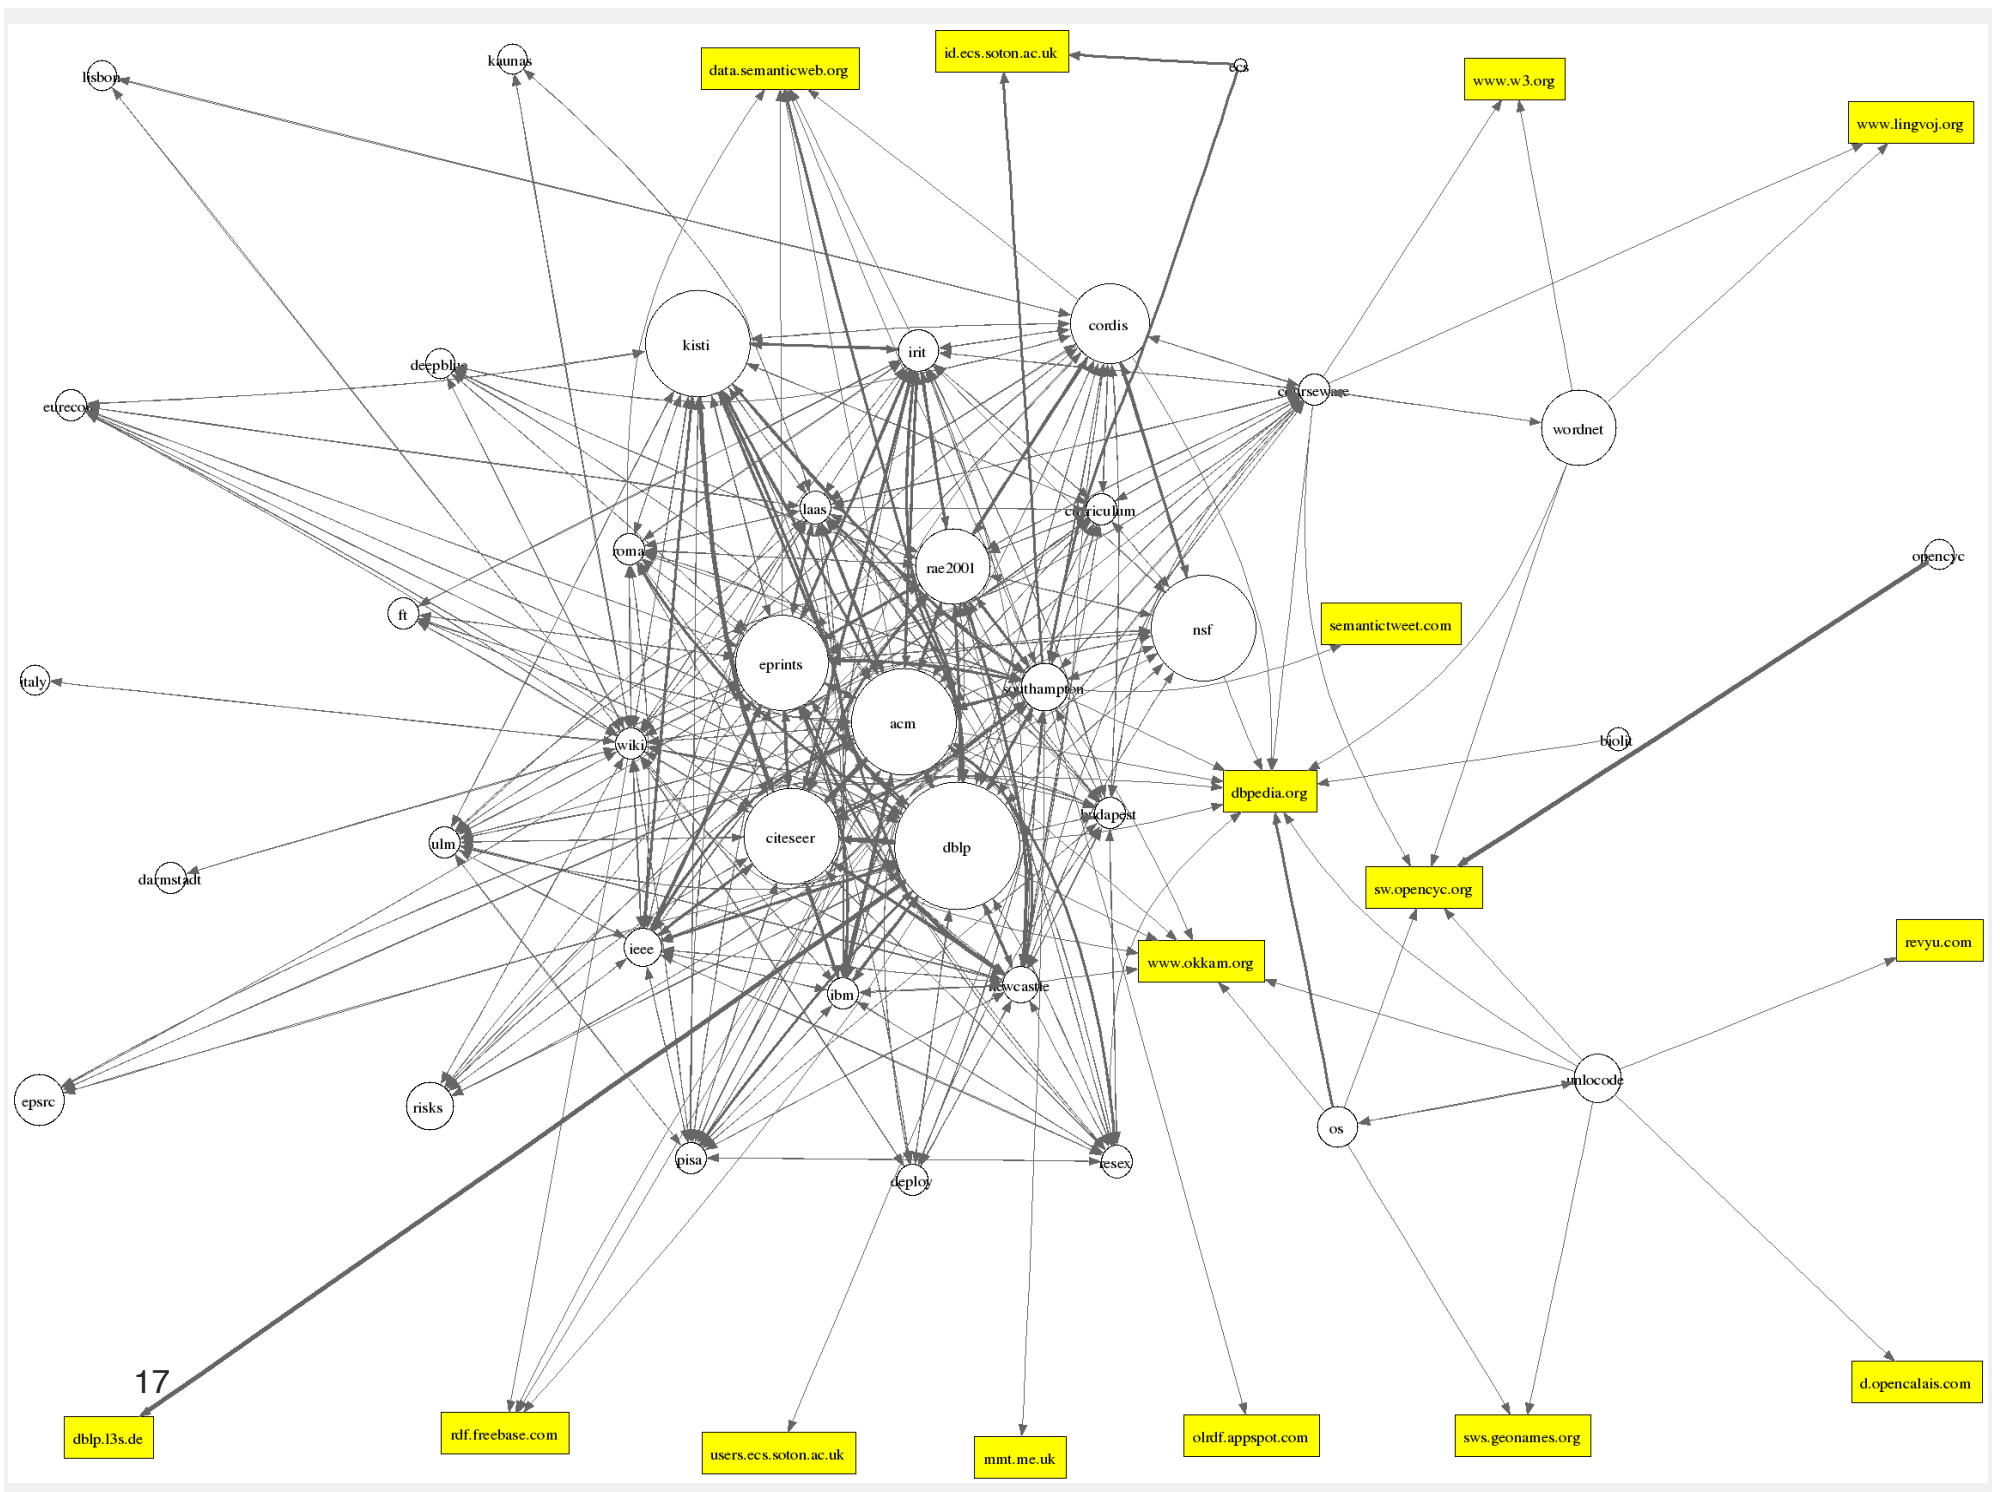 kaunas
id.ecs.soton.ac.uk
ecs
lisbon
data.semanticweb.org
www.w3.org
www.lingvoj.org
cordis
kisti
irit
deepblue
courseware
eurecom
wordnet
laas
curriculum
roma
opencyc
rae2001
ft
nsf
semantictweet.com
eprints
italy
southampton
acm
wiki
biolit
dbpedia.org
budapest
citeseer
ulm
dblp
darmstadt
sw.opencyc.org
revyu.com
ieee
www.okkam.org
newcastle
ibm
unlocode
epsrc
risks
os
pisa
resex
deploy
17
d.opencalais.com
dblp.l3s.de
rdf.freebase.com
olrdf.appspot.com
sws.geonames.org
users.ecs.soton.ac.uk
mmt.me.uk